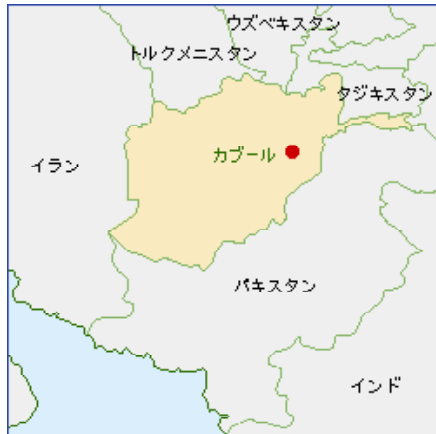 ウズベキスタン
トルクメニスタン
タジキスタン
カブール
イラン
パキスタン
インド